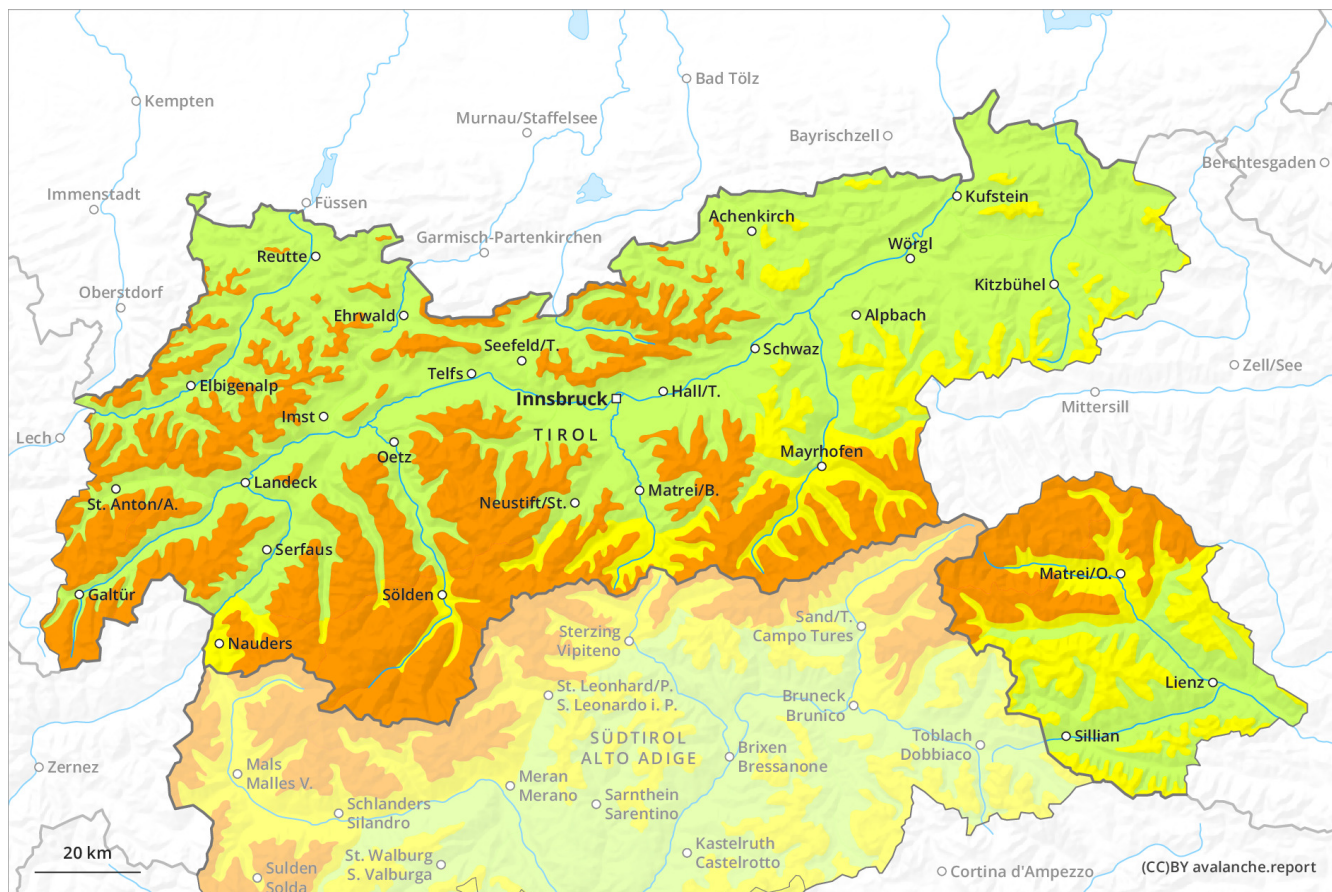 Bad Tölz
Kempten
Murnau/Staffelsee
Bayrischzell
Berchtesgaden
Immenstadt
Füssen
Kufstein
Achenkirch
Garmisch-Partenkirchen
Wörgl
Reutte
Kitzbühel
Oberstdorf
Ehrwald
Alpbach
Seefeld/T.
Schwaz
Zell/See
Telfs
Elbigenalp
Hall/T.
Innsbruck
Mittersill
Imst
TIROL
Lech
Mayrhofen
Oetz
Landeck
Matrei/B.
St. Anton/A.
Neustift/St.
Serfaus
Matrei/O.
Galtür
Sölden
Sand/T.
Campo Tures
Sterzing
Vipiteno
Nauders
Lienz
St. Leonhard/P.
S. Leonardo i. P.
Bruneck
Brunico
SÜDTIROL
ALTO ADIGE
Toblach
Dobbiaco
Sillian
Brixen
Bressanone
Zernez
Mals
Malles V.
Meran
Merano
Sarnthein
Sarentino
Schlanders
Silandro
Kastelruth
Castelrotto
20 km
St. Walburg
S. Valburga
Sulden
Solda
Cortina d'Ampezzo
(CC)BY avalanche.report